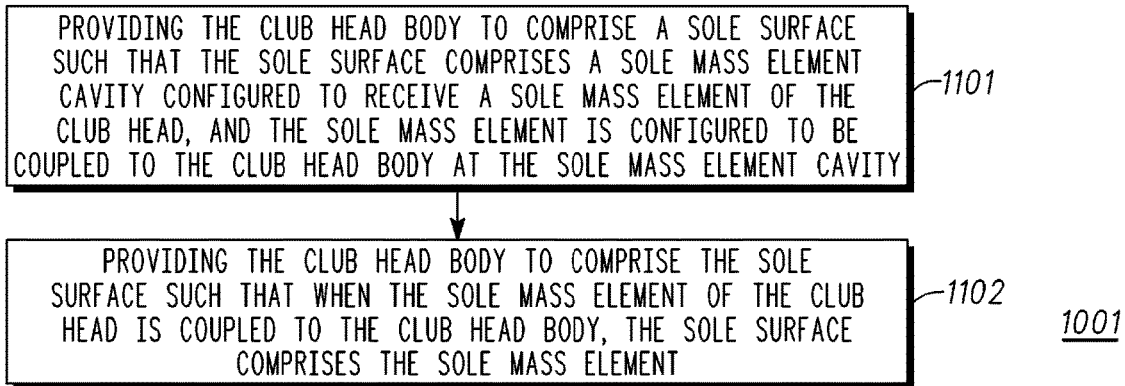 PROVIDING THE CLUB HEAD BODY TO COMPRISE A SOLE SURFACE
SUCH THAT THE SOLE SURFACE COMPRISES A SOLE MASS ELEMENT
CAVITY CONFIGURED TO RECEIVE A SOLE MASS ELEMENT OF THE
CLUB HEAD, AND THE SOLE MASS ELEMENT IS CONFIGURED TO BE
COUPLED TO THE CLUB HEAD BODY AT THE SOLE MASS ELEMENT CAVITY
1101
PROVIDING THE CLUB HEAD BODY TO COMPRISE THE SOLE
SURFACE SUCH THAT WHEN THE SOLE MASS ELEMENT OF THE CLUB
HEAD IS COUPLED TO THE CLUB HEAD BODY, THE SOLE SURFACE
COMPRISES THE SOLE MASS ELEMENT
1102
1001